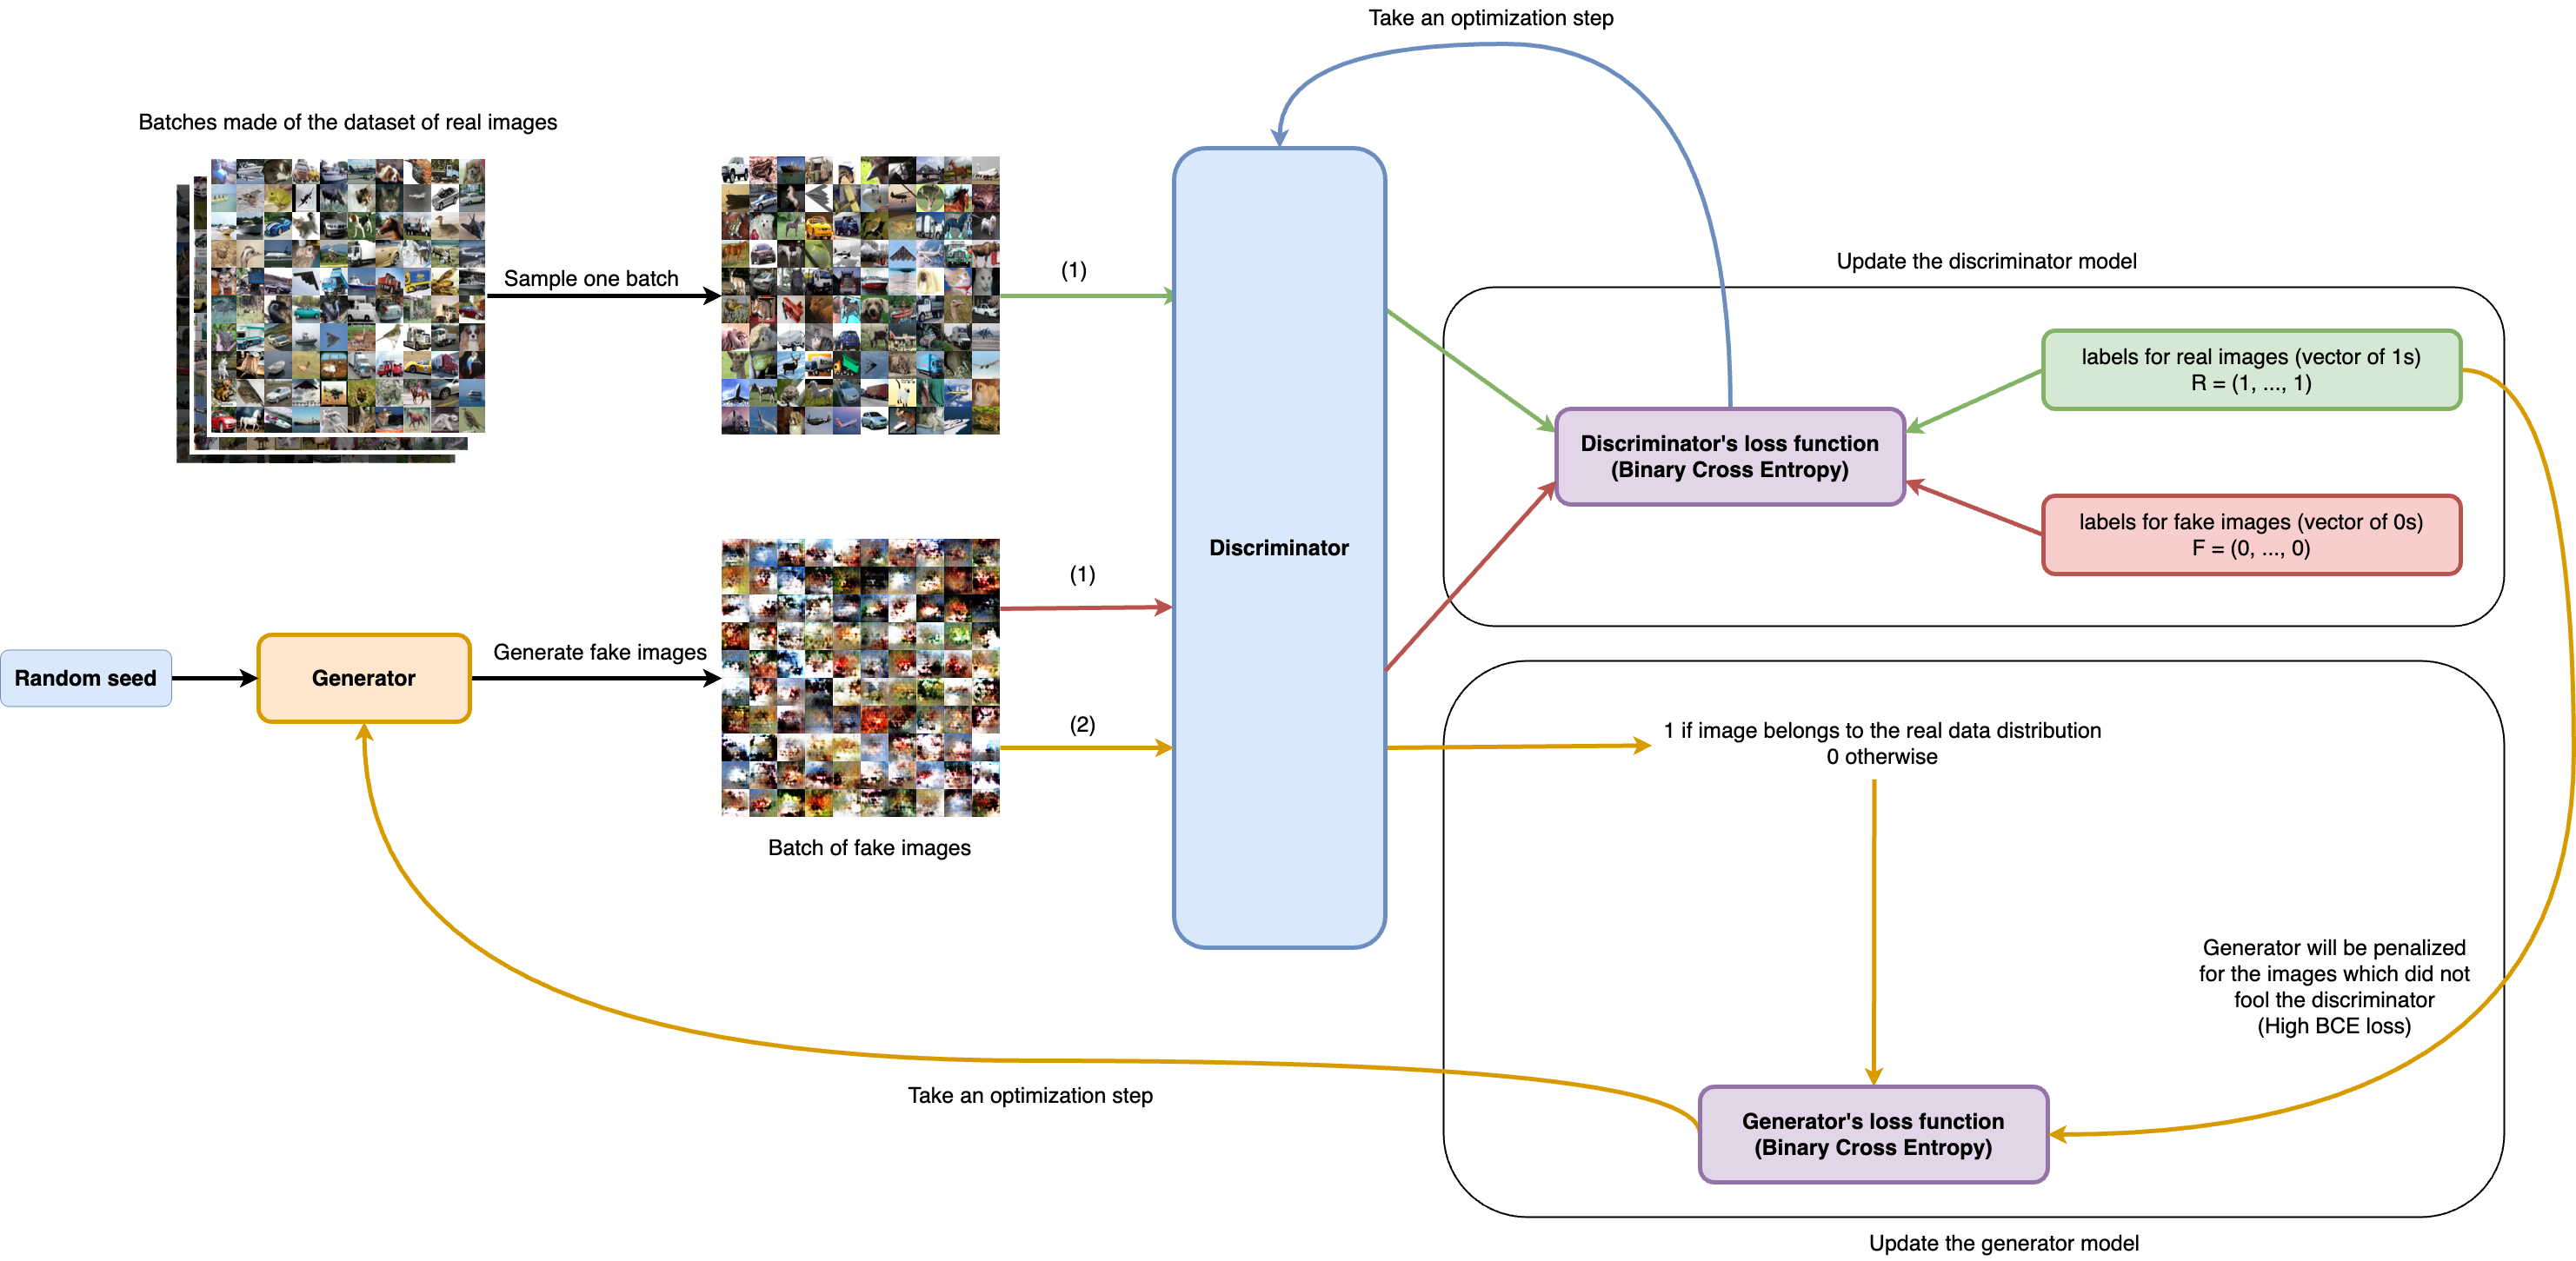 Take an optimization step
Batches made of the dataset of real images
Sample one batch
(1)
Update the discriminator model
labels for real images (vector of 1s)
R = (1, ..., 1)
Discriminator's loss function
(Binary Cross Entropy)
labels for fake images (vector of 0s)
F = (0, ..., 0)
Discriminator
(1)
Random seed
Generator
Generate fake images
(2)
Batch of fake images
1 if image belongs to the real data distribution
0 otherwise
Generator will be penalized
for the images which did not
fool the discriminator
(High BCE loss)
Take an optimization step
Generator's loss function
(Binary Cross Entropy)
Update the generator model